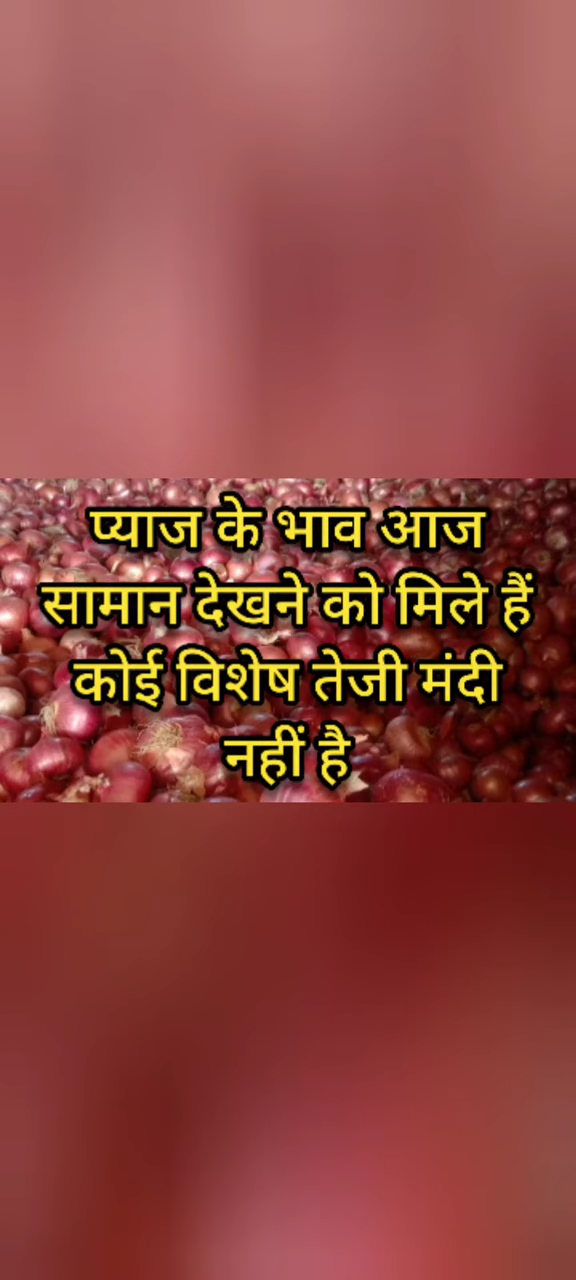 प्याज के भाव आज
सामान देखने को मिले हैं
कोई विशेष तेजी मंदी
नहीं है